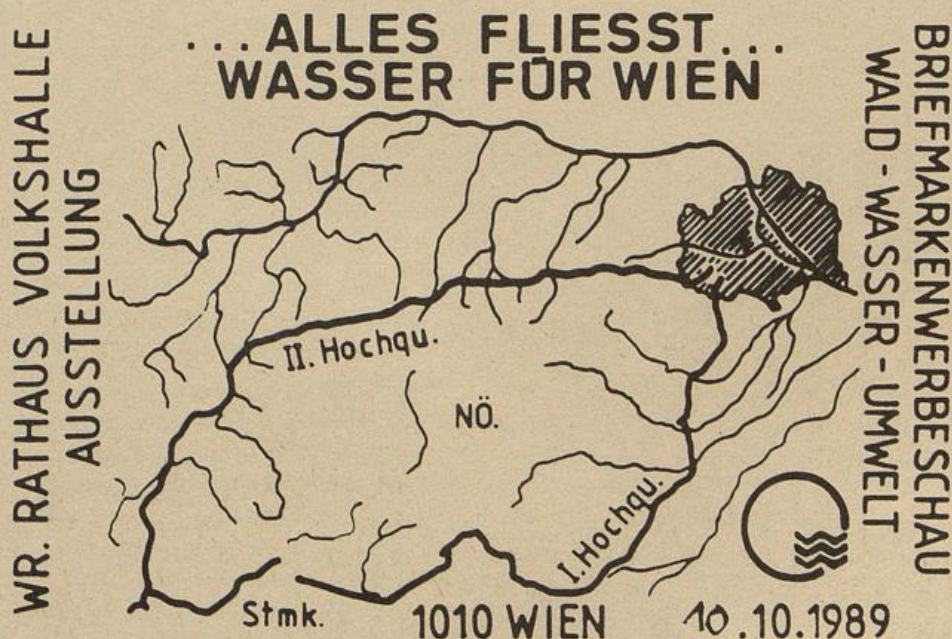 ...ALLES FLIESST...
WASSER FÜR WIEN
WR. RATHAUS VOLKSHALLE
AUSSTELLUNG
BRIEFMARKENWERBESCHAU
WALD-WASSER-UMWELT
II. Hochqu.
NÖ.
I. Hochqu.
Stmk.
1010 WIEN
10.10.1989